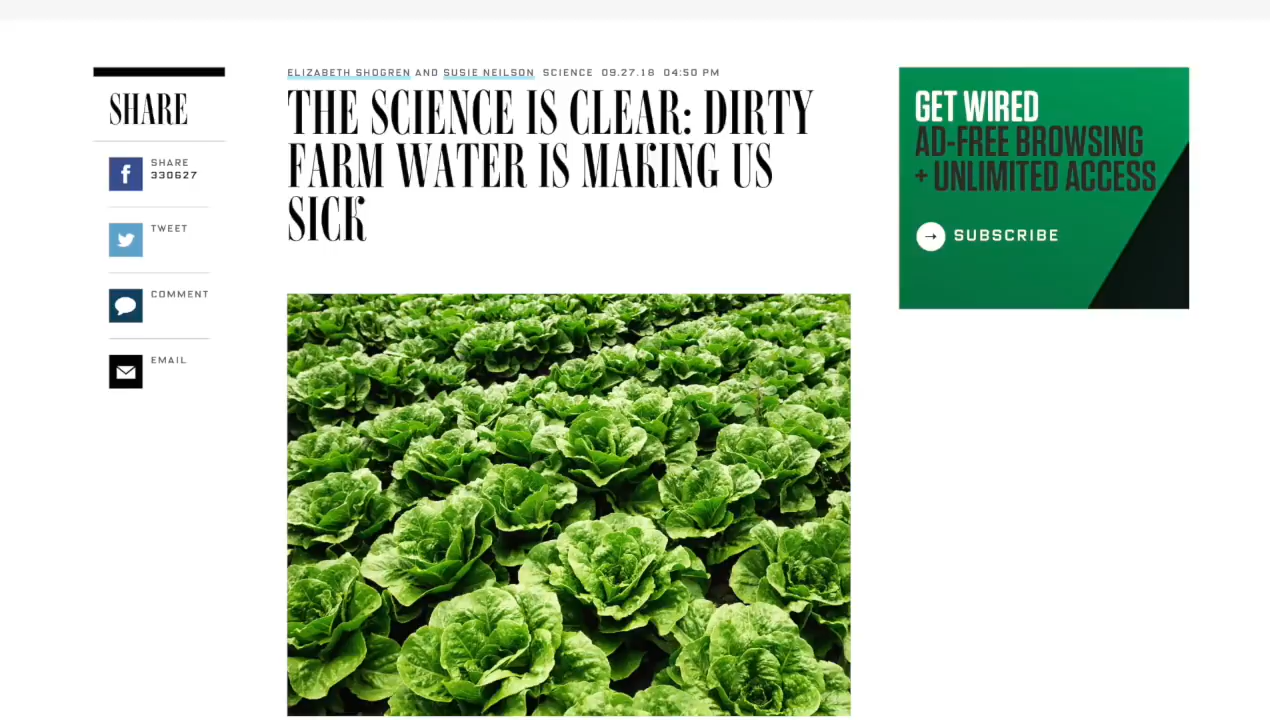 SHARE
SHARE
330627
TWEET
COMMENT
EMAIL
ELIZABETH SHOGREN AND SUSIE NEILSON SCIENCE 09.27.18 04:50 PM
THE SCIENCE IS CLEAR: DIRTY
FARM WATER IS MAKING US
SICK
GET WIRED
AD-FREE BROWSING
+ UNLIMITED ACCESS
SUBSCRIBE